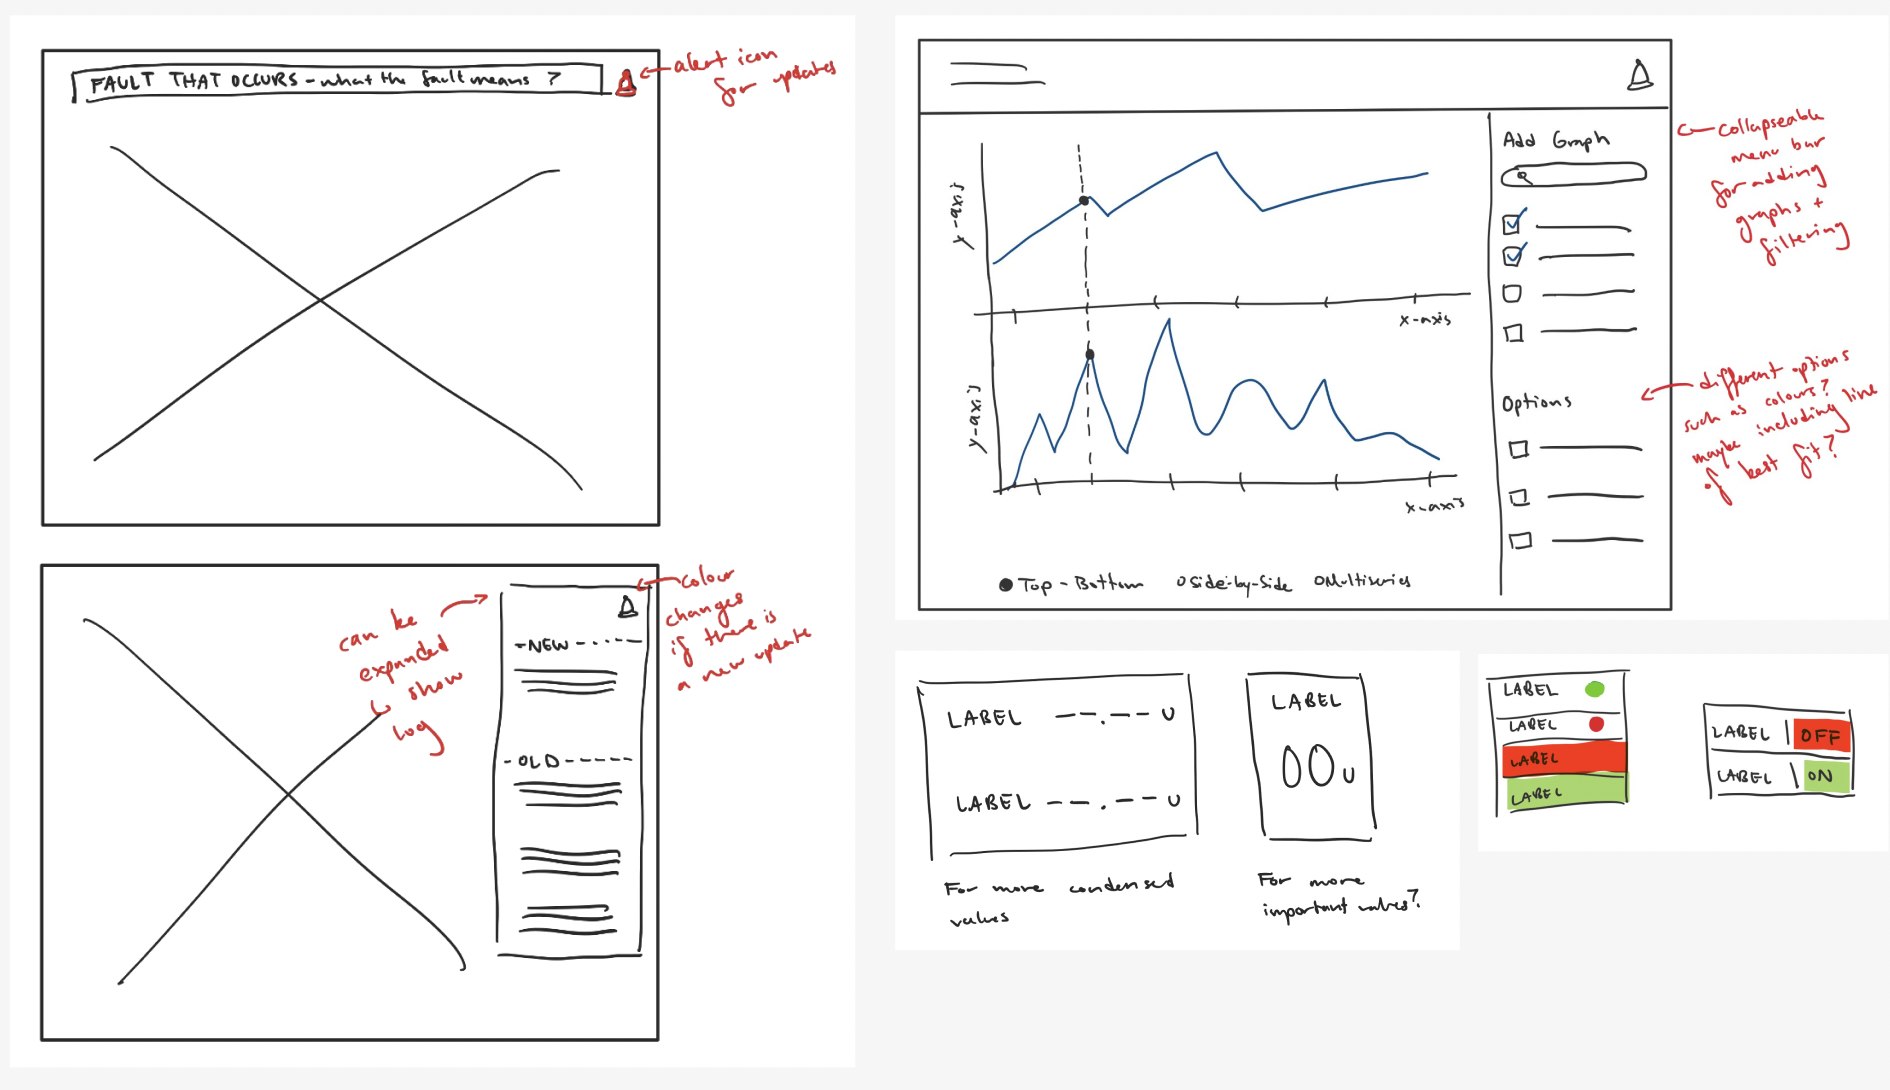 FAULT THAT OCCURS - what the fault means ?
alert icon
for updates
can be
expanded
show
log
colour
changes
if there is
a new update
- NEW - - - - - -
- OLD - - - - - -
Add Graph
y-axis
x-axis
y-axis
x-axis
Options
Top - Bottom
Side-by-Side
Multiseries
collapseable
menu bar
for adding
graphs +
filtering
different options
such as colours?
maybe including line
of best fit?
LABEL --.-- U
LABEL --.-- U
For more condensed
values
LABEL
00 U
For more
important values?
LABEL
LABEL
LABEL
LABEL
LABEL | OFF
LABEL | ON